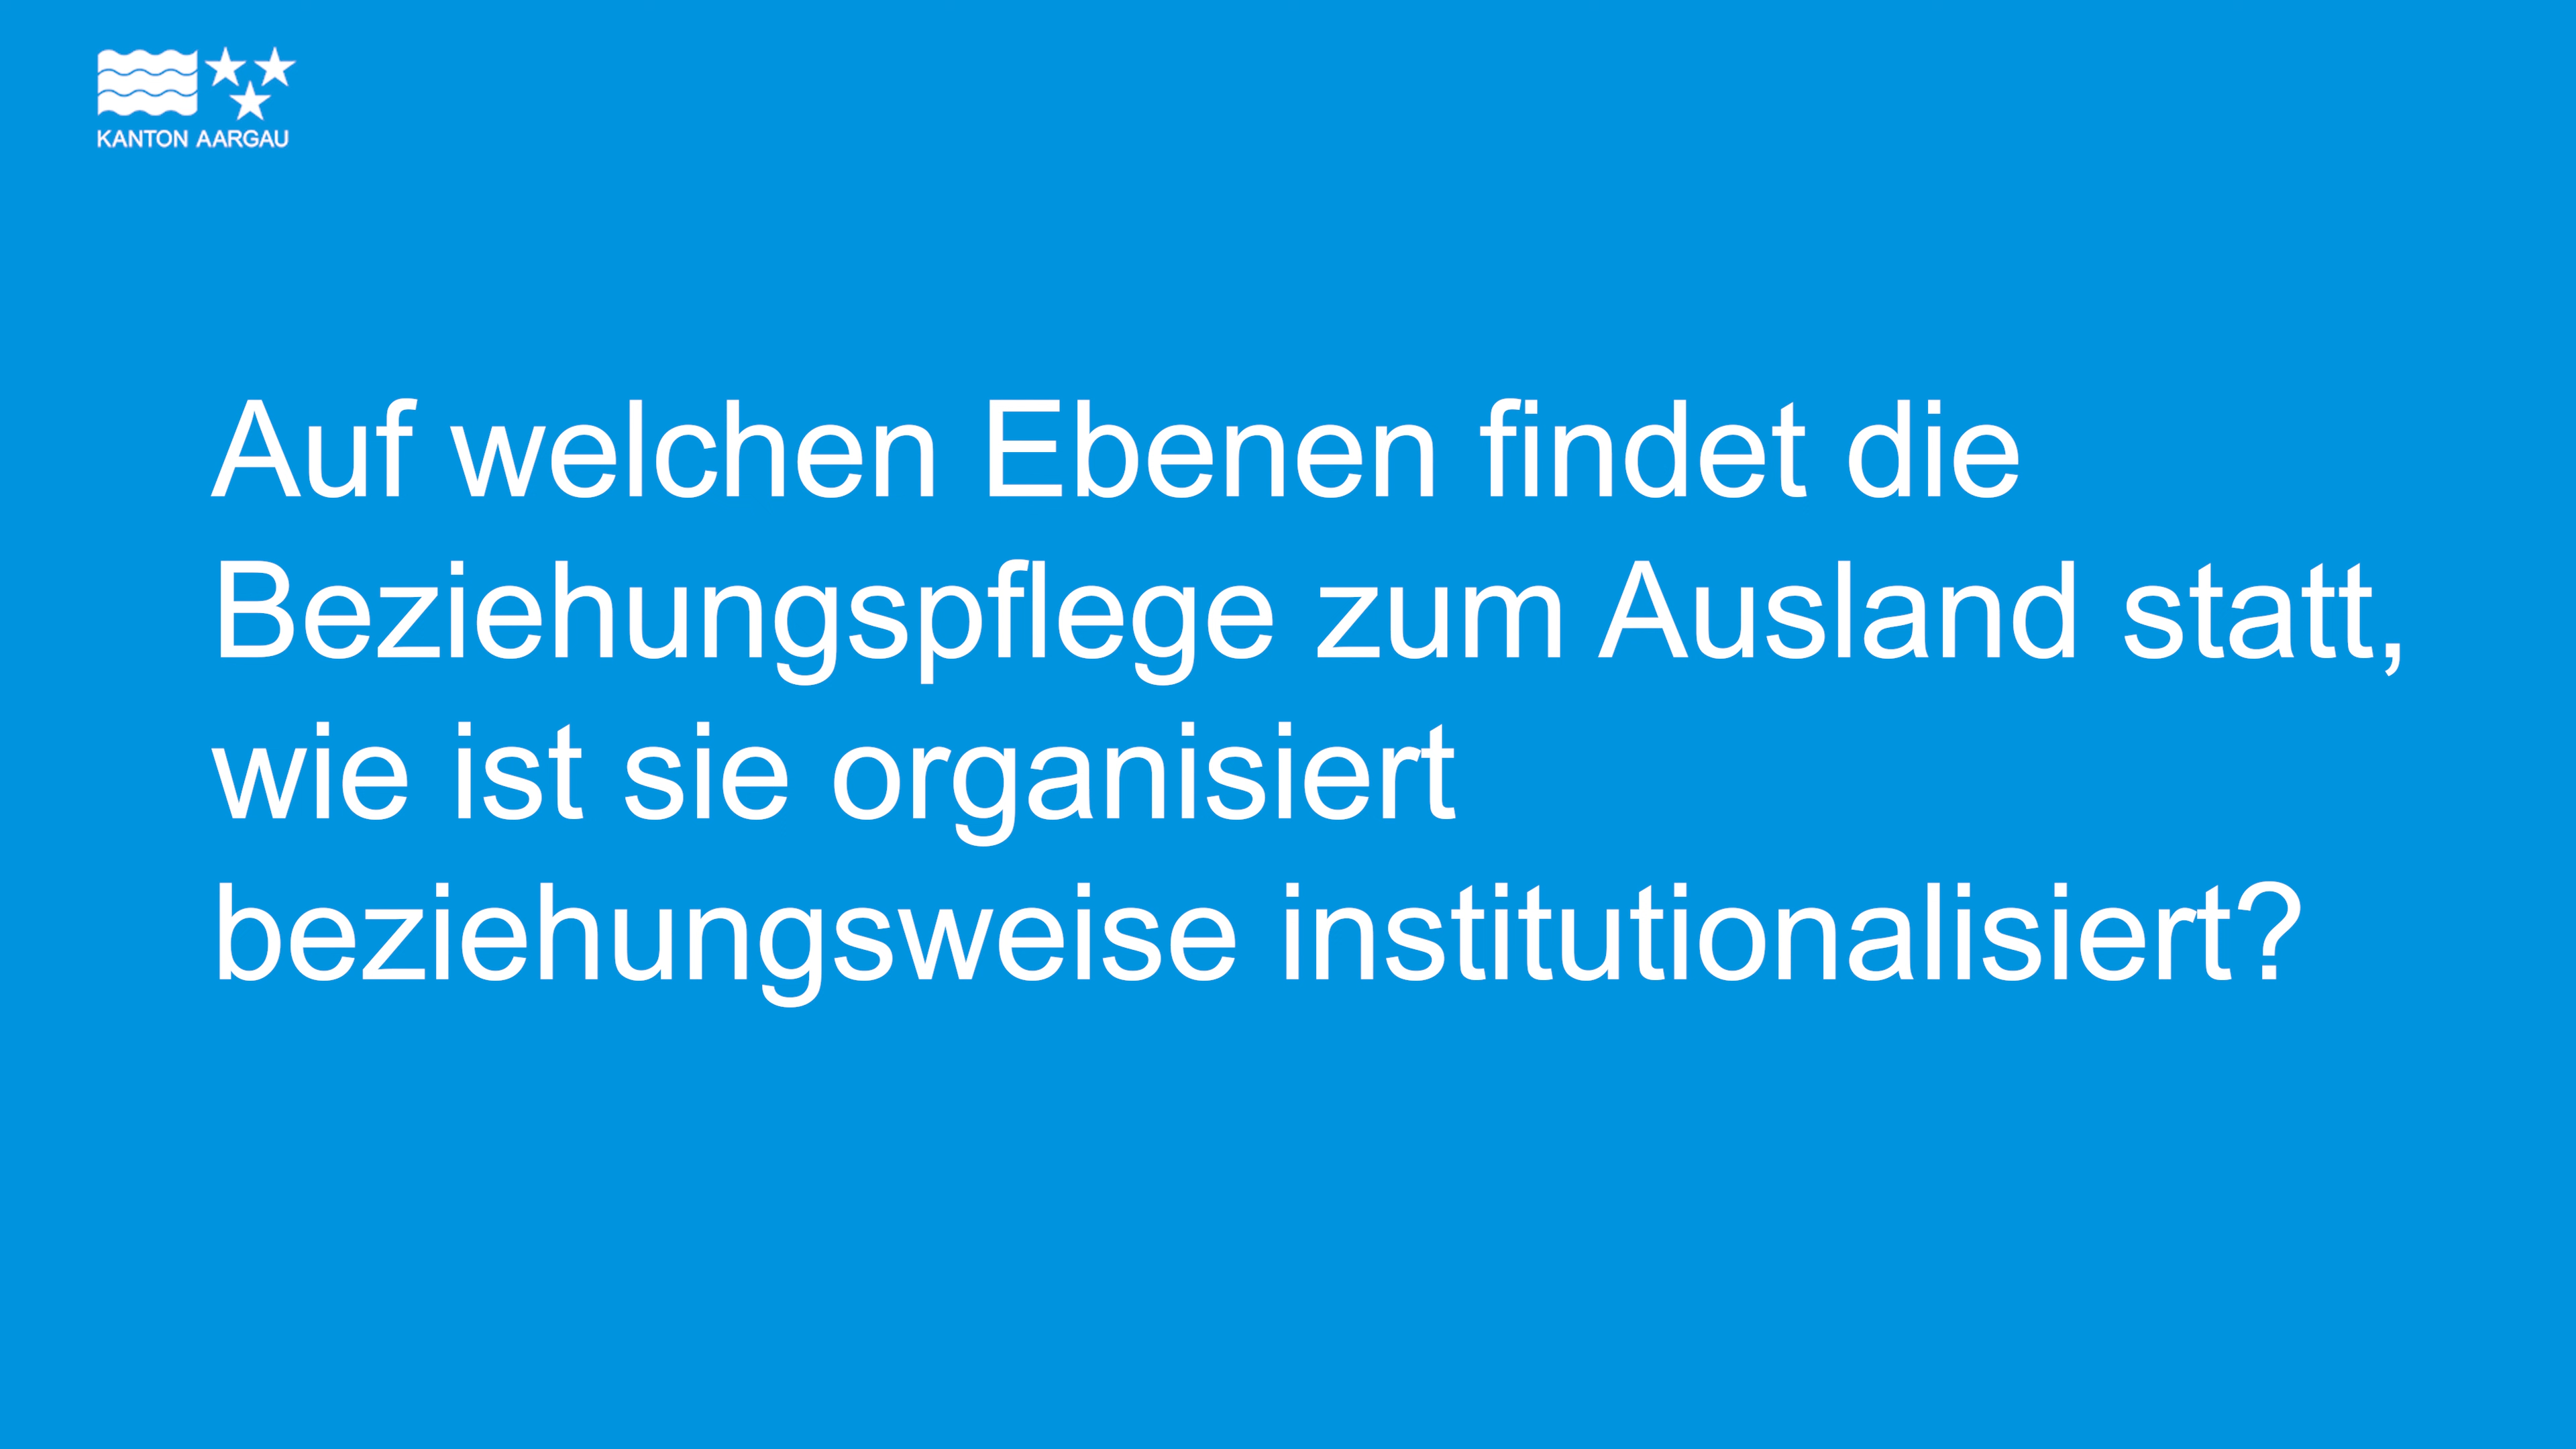 KANTON AARGAU
Auf welchen Ebenen findet die
Beziehungspflege zum Ausland statt,
wie ist sie organisiert
beziehungsweise institutionalisiert?